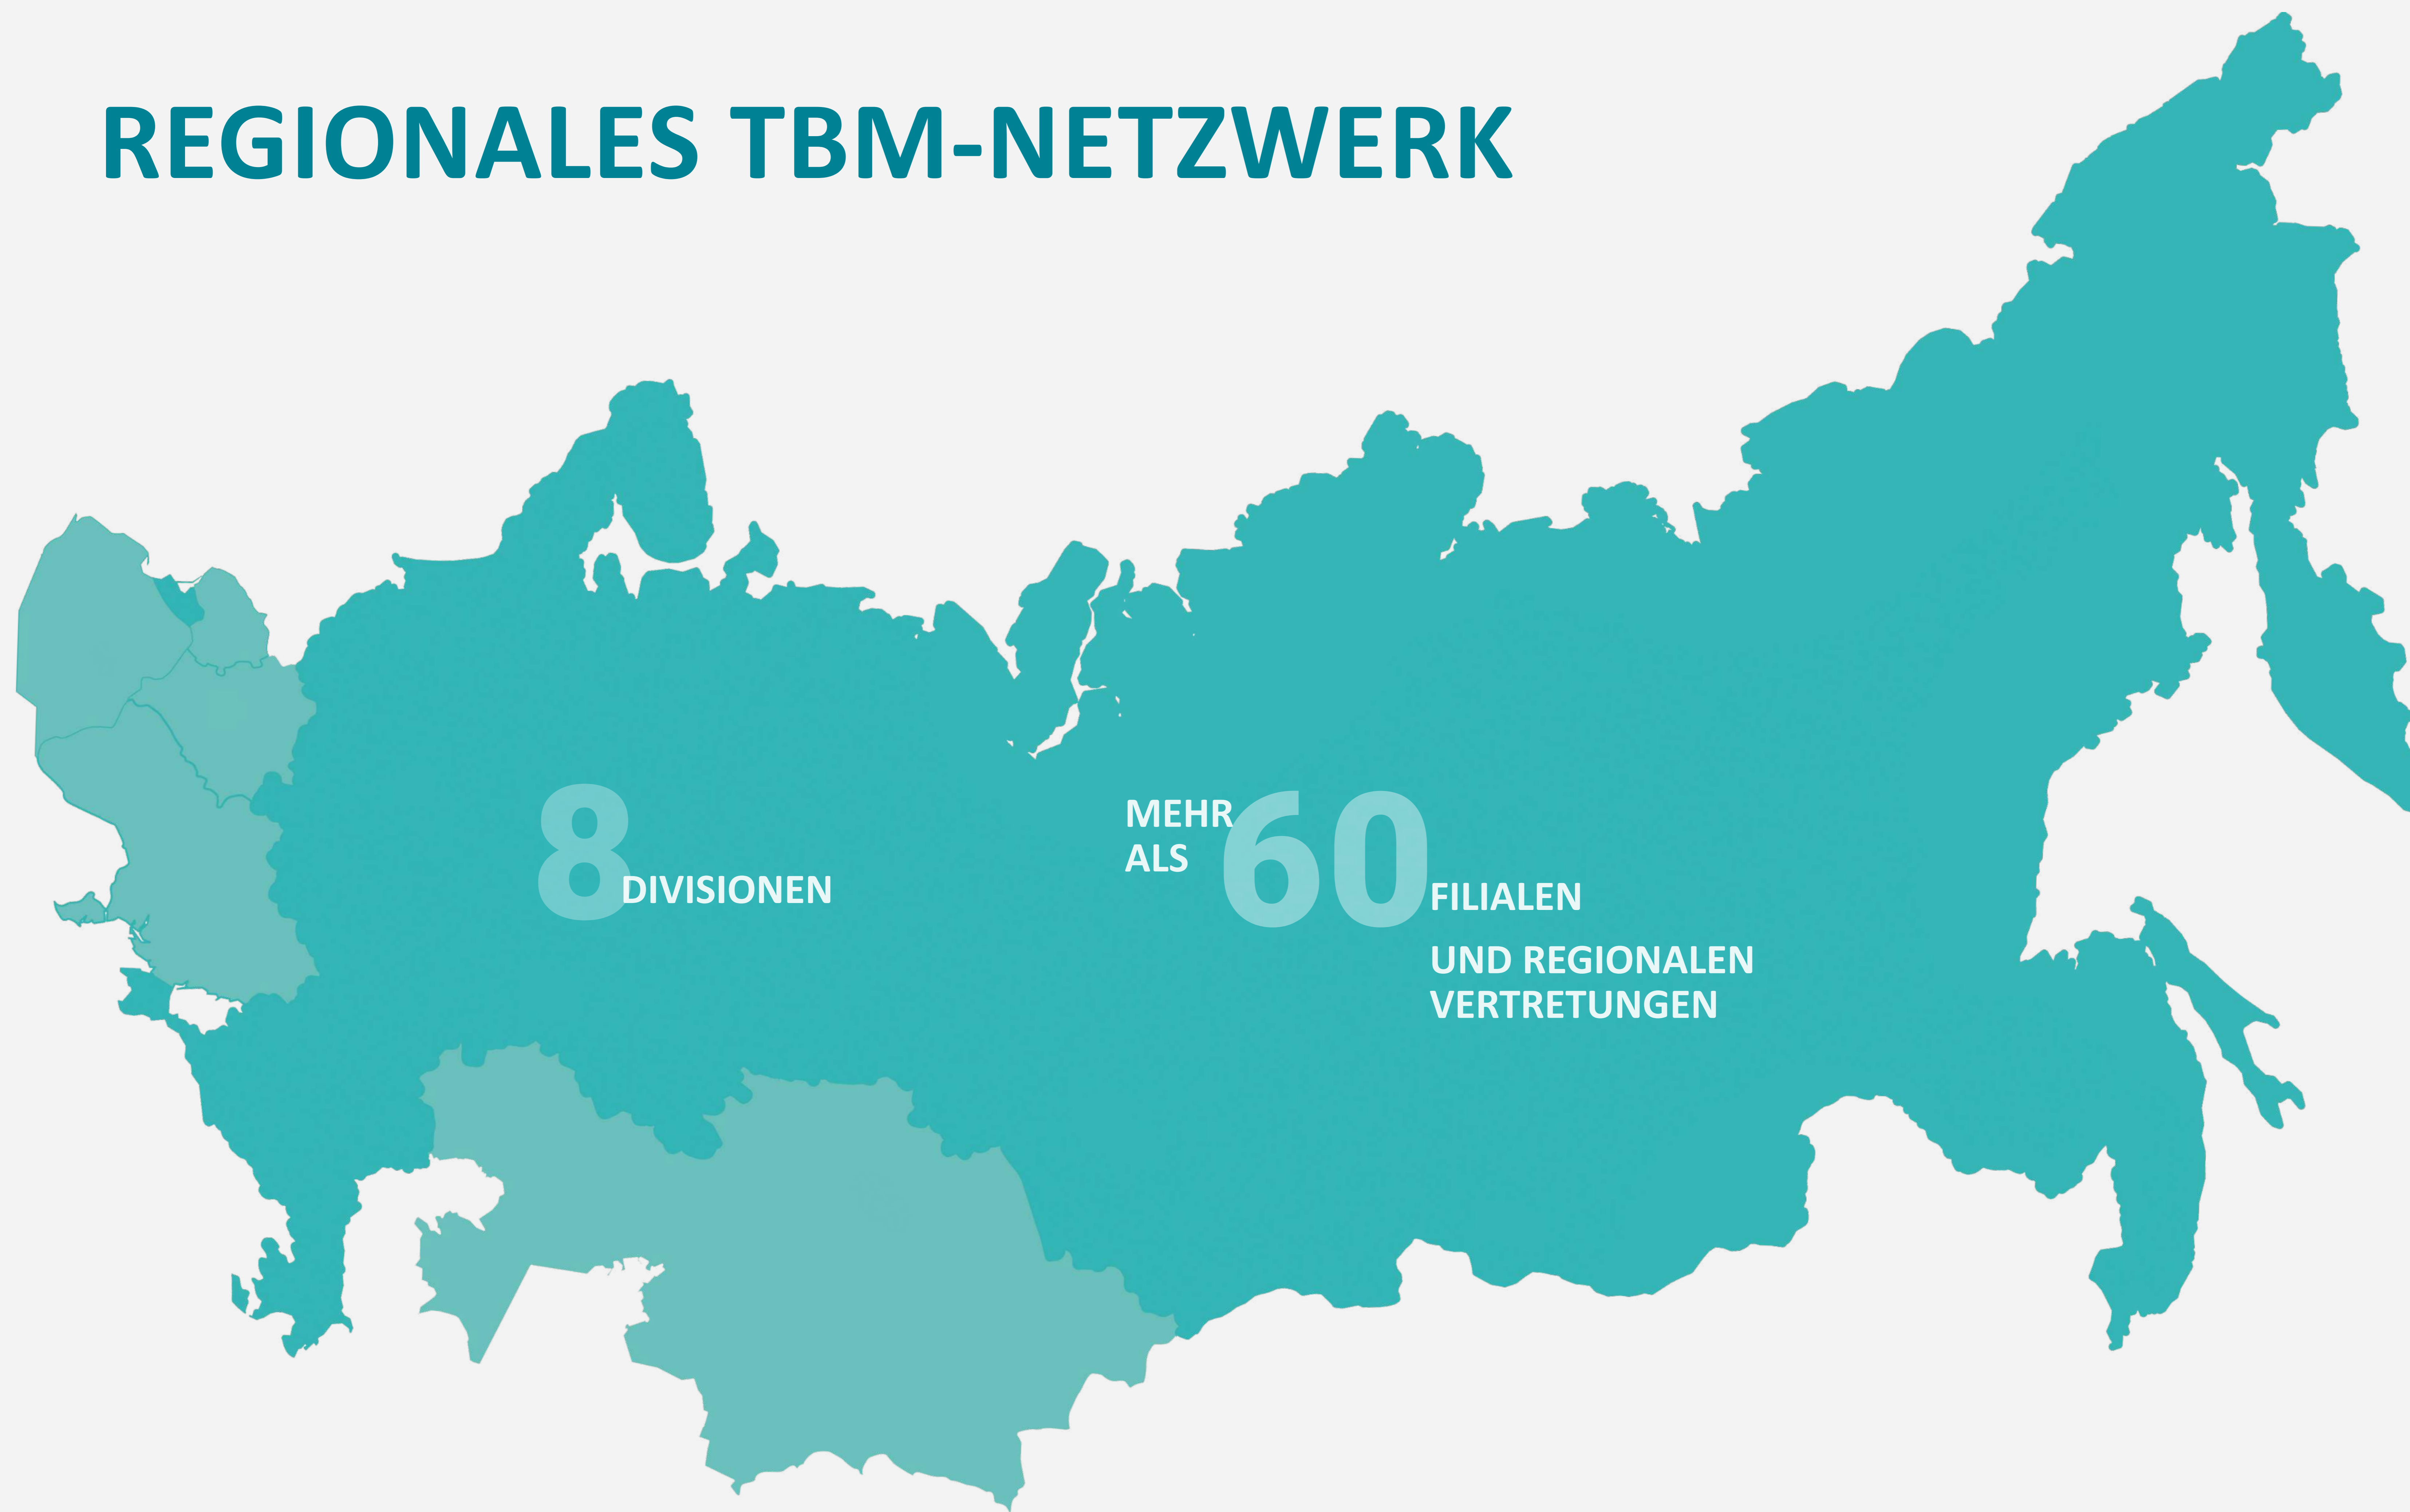 REGIONALES TBM-NETZWERK
8 DIVISIONEN
MEHR
ALS 60 FILIALEN
UND REGIONALEN
VERTRETUNGEN